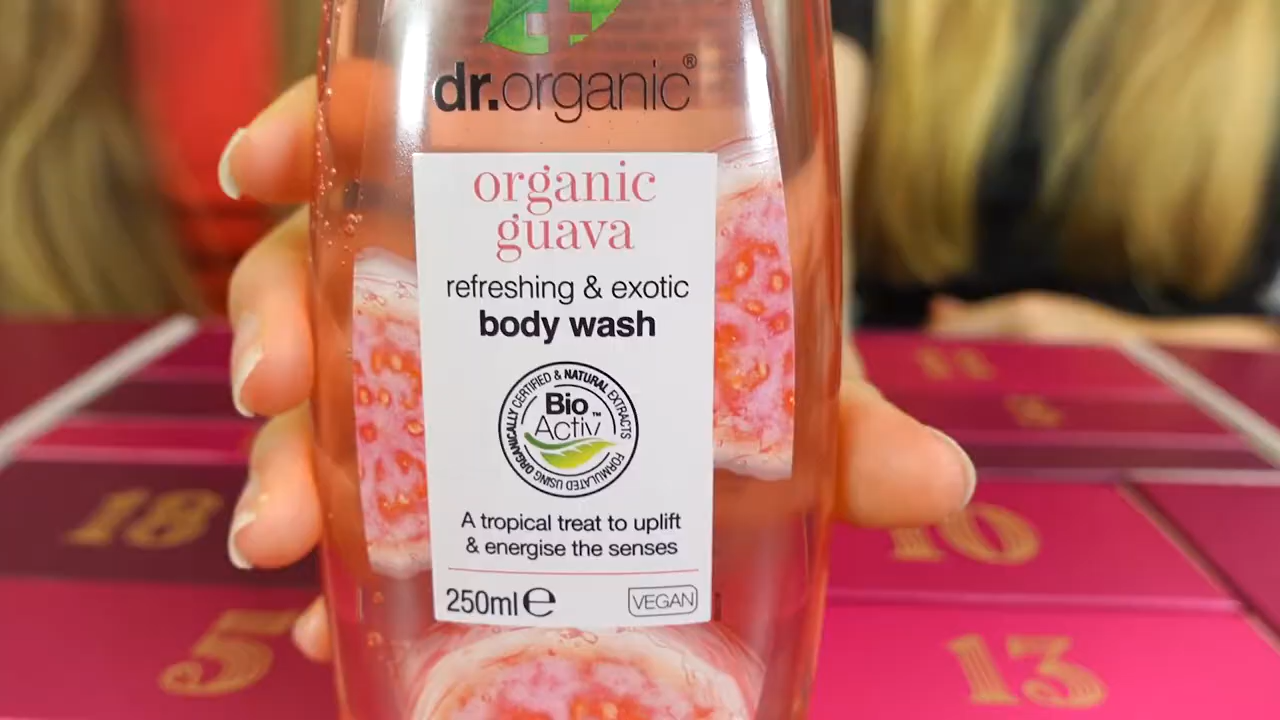 dr.organic®
organic
guava
refreshing & exotic
body wash
FORMULATED USING ORGANICALLY CERTIFIED & NATURAL EXTRACTS
Bio
Activ™
A tropical treat to uplift
& energise the senses
250ml℮
VEGAN
18
5
10
13